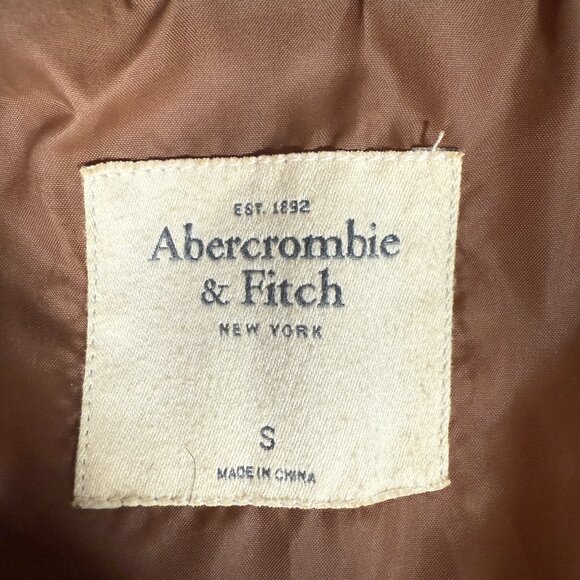 EST. 1892
Abercrombie
& Fitch
NEW YORK
S
MADE IN CHINA